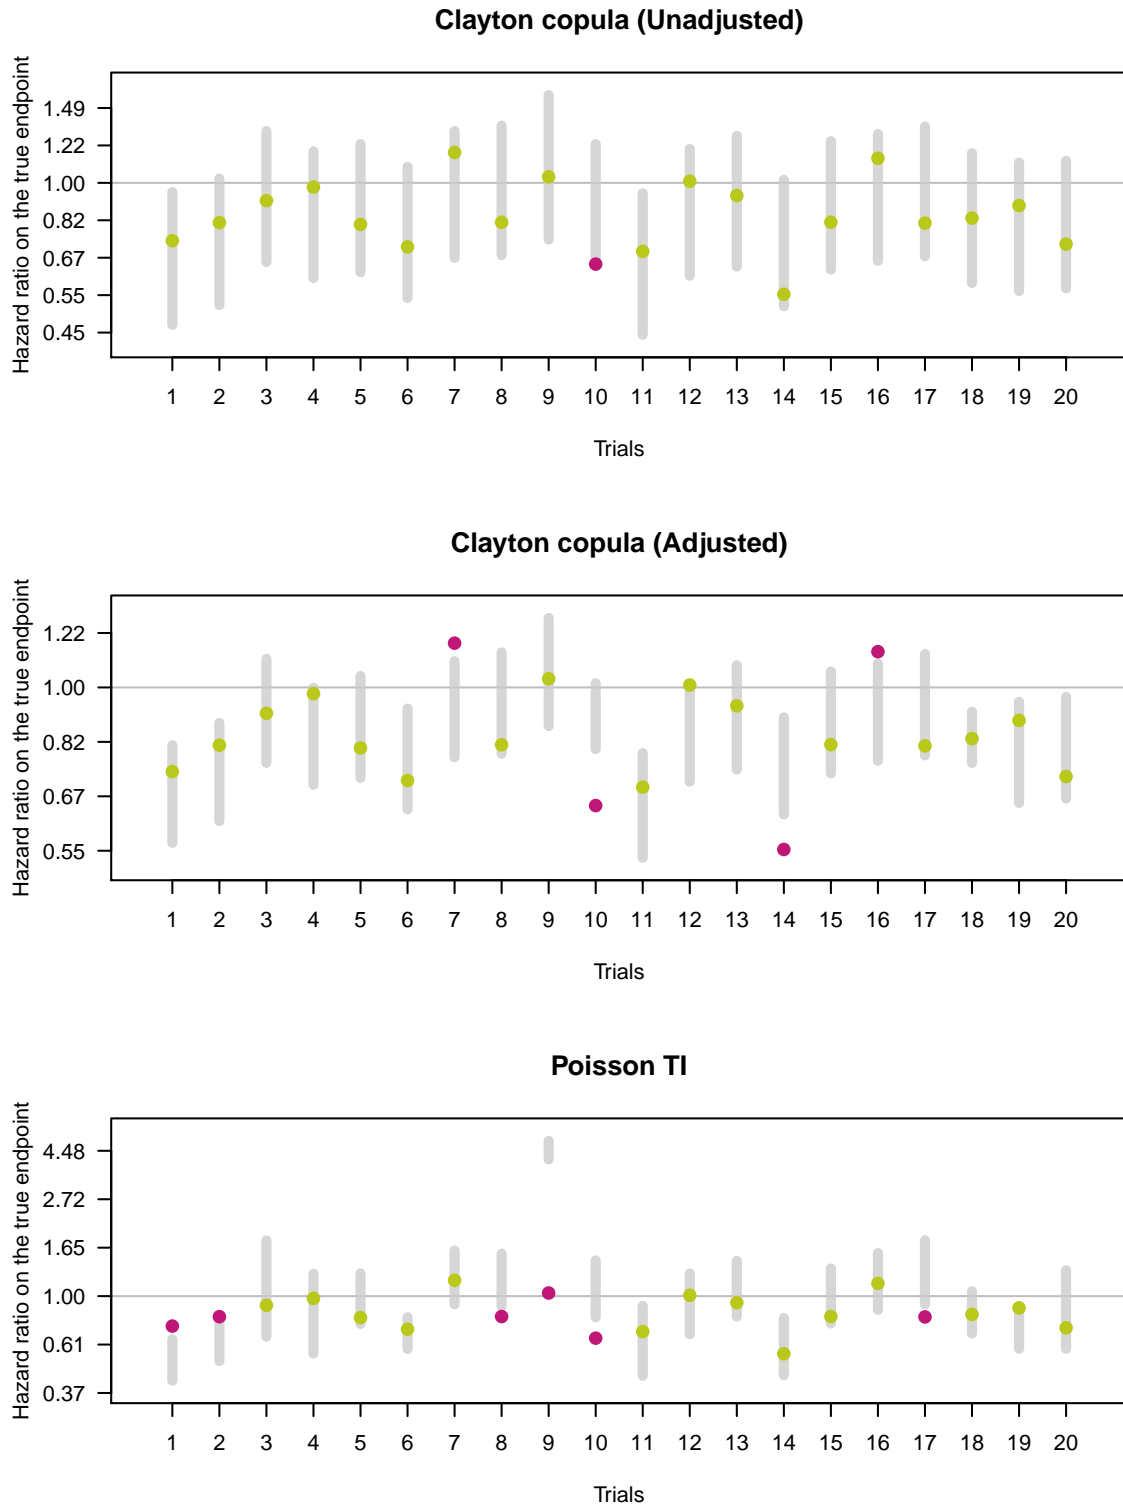 Clayton copula (Unadjusted)
Hazard ratio on the true endpoint
1.49
1.22
1.00
0.82
0.67
0.55
0.45
1 2 3 4 5 6 7 8 9 10 11 12 13 14 15 16 17 18 19 20
Trials
Clayton copula (Adjusted)
Hazard ratio on the true endpoint
1.22
1.00
0.82
0.67
0.55
1 2 3 4 5 6 7 8 9 10 11 12 13 14 15 16 17 18 19 20
Trials
Poisson TI
Hazard ratio on the true endpoint
4.48
2.72
1.65
1.00
0.61
0.37
1 2 3 4 5 6 7 8 9 10 11 12 13 14 15 16 17 18 19 20
Trials